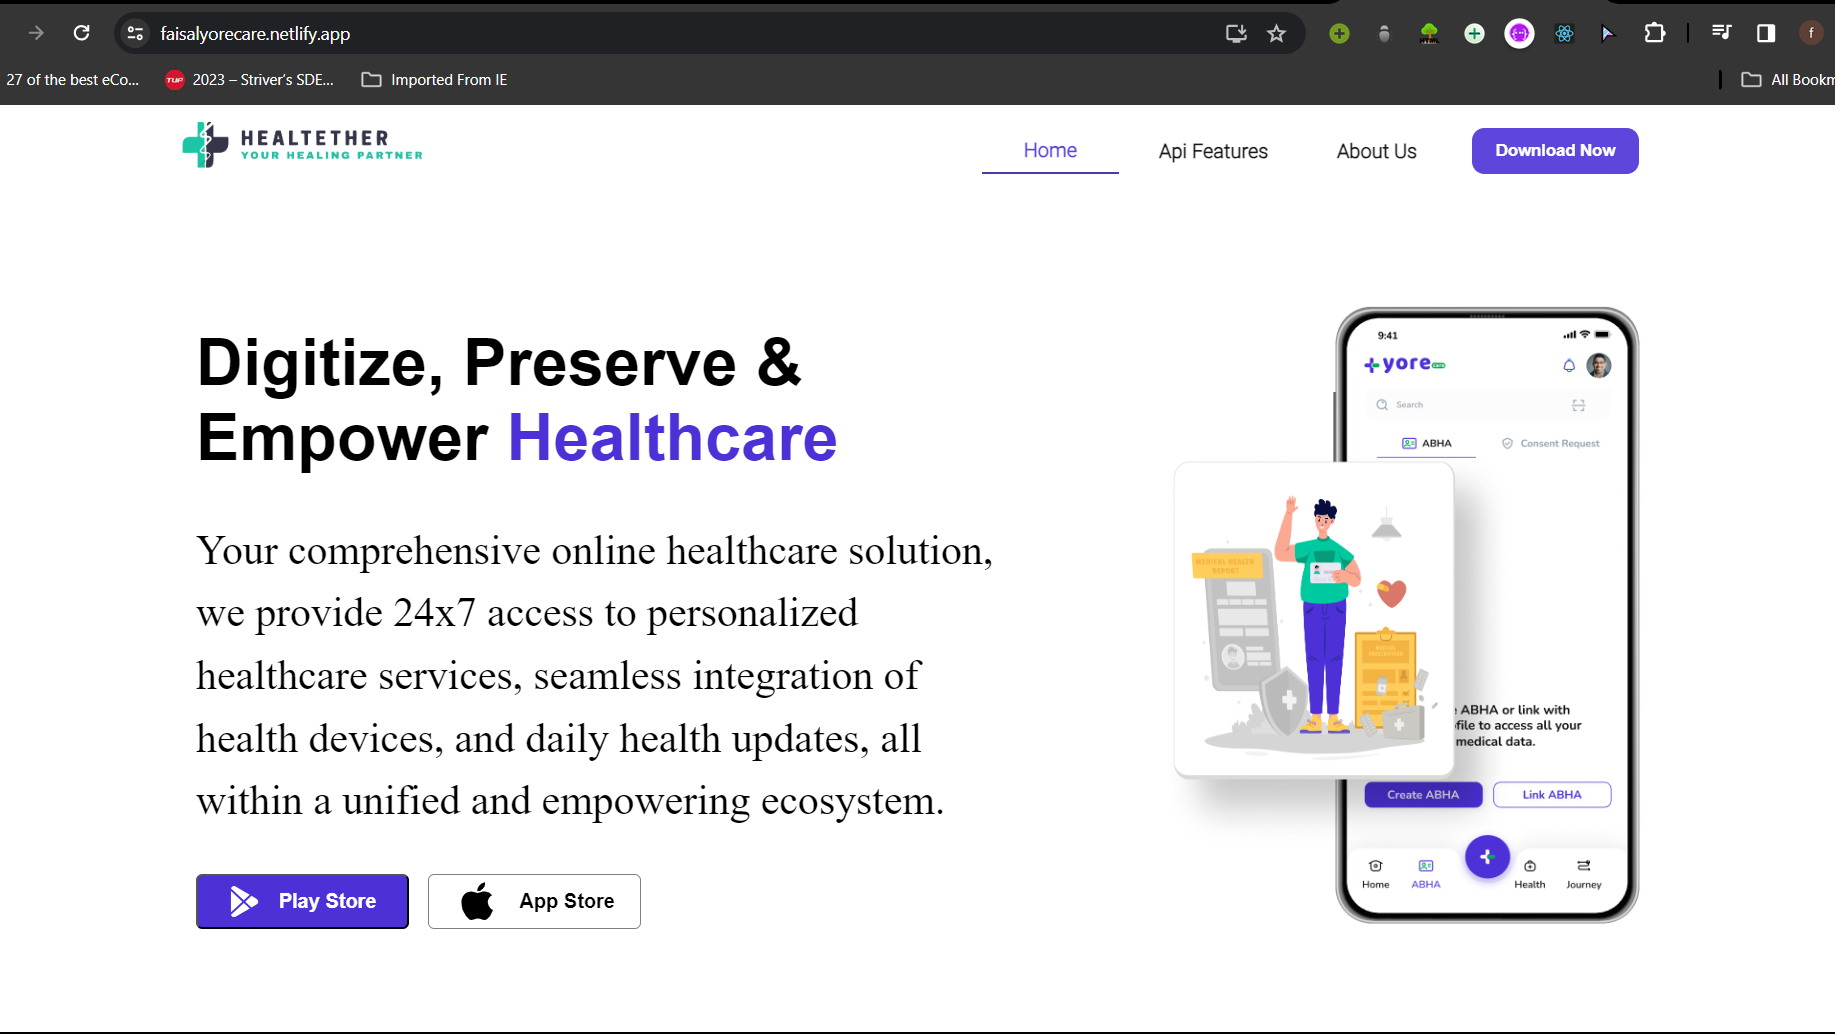 faisalyorecare.netlify.app
f
27 of the best eCo...
TUF
2023 – Striver's SDE...
Imported From IE
All Bookm
HEALTETHER
YOUR HEALING PARTNER
Home
Api Features
About Us
Download Now
Digitize, Preserve &
Empower Healthcare
Your comprehensive online healthcare solution,
we provide 24x7 access to personalized
healthcare services, seamless integration of
health devices, and daily health updates, all
within a unified and empowering ecosystem.
Play Store
App Store
9:41
yore care
Search
ABHA
Consent Request
MEDICAL HEALTH
REPORT
MEDICAL
PRESCRIPTION
ABHA or link with
file to access all your
medical data.
Create ABHA
Link ABHA
Home
ABHA
Health
Journey